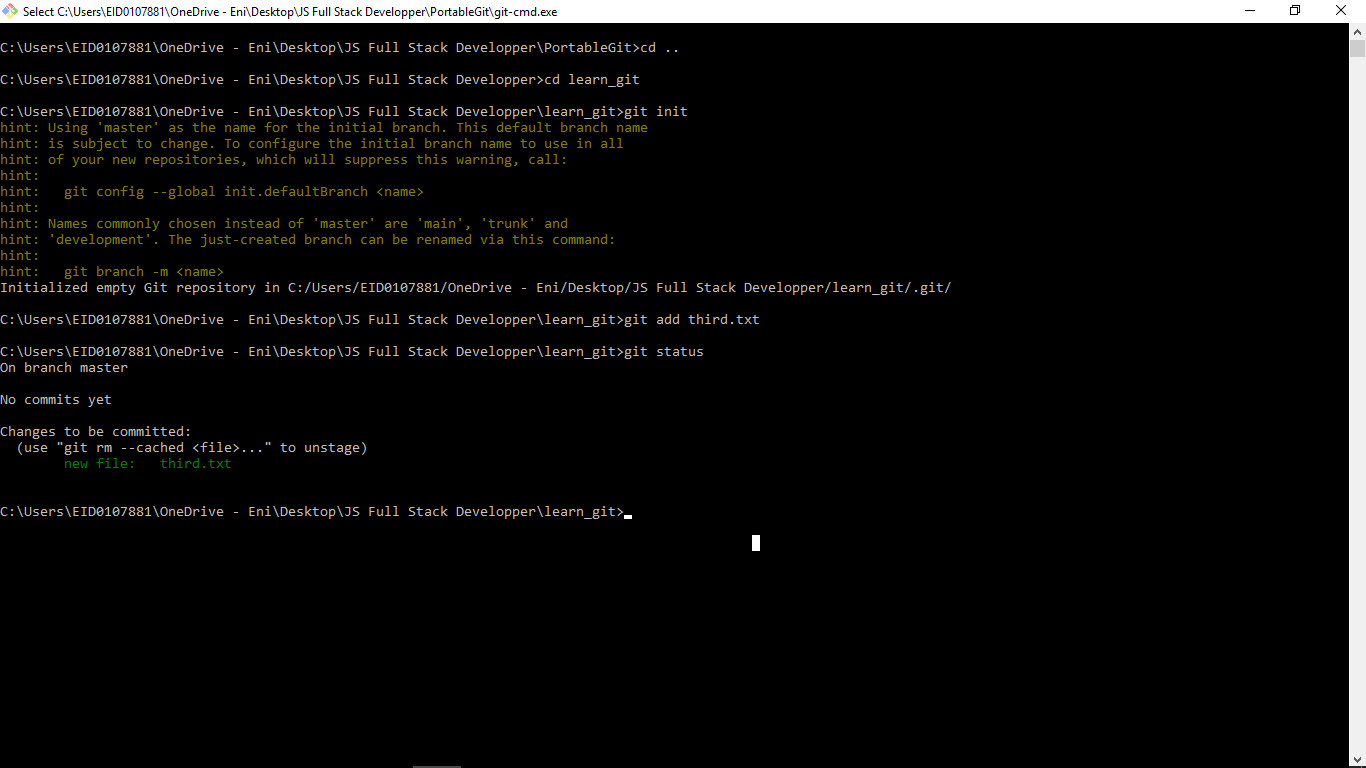 Select C:\Users\EID0107881\OneDrive - Eni\Desktop\JS Full Stack Developper\PortableGit\git-cmd.exe
C:\Users\EID0107881\OneDrive - Eni\Desktop\JS Full Stack Developper\PortableGit>cd ..
C:\Users\EID0107881\OneDrive - Eni\Desktop\JS Full Stack Developper>cd learn_git
C:\Users\EID0107881\OneDrive - Eni\Desktop\JS Full Stack Developper\learn_git>git init
hint: Using 'master' as the name for the initial branch. This default branch name
hint: is subject to change. To configure the initial branch name to use in all
hint: of your new repositories, which will suppress this warning, call:
hint:
hint:   git config --global init.defaultBranch <name>
hint:
hint: Names commonly chosen instead of 'master' are 'main', 'trunk' and
hint: 'development'. The just-created branch can be renamed via this command:
hint:
hint:   git branch -m <name>
Initialized empty Git repository in C:/Users/EID0107881/OneDrive - Eni/Desktop/JS Full Stack Developper/learn_git/.git/
C:\Users\EID0107881\OneDrive - Eni\Desktop\JS Full Stack Developper\learn_git>git add third.txt
C:\Users\EID0107881\OneDrive - Eni\Desktop\JS Full Stack Developper\learn_git>git status
On branch master
No commits yet
Changes to be committed:
  (use "git rm --cached <file>..." to unstage)
        new file:   third.txt
C:\Users\EID0107881\OneDrive - Eni\Desktop\JS Full Stack Developper\learn_git>